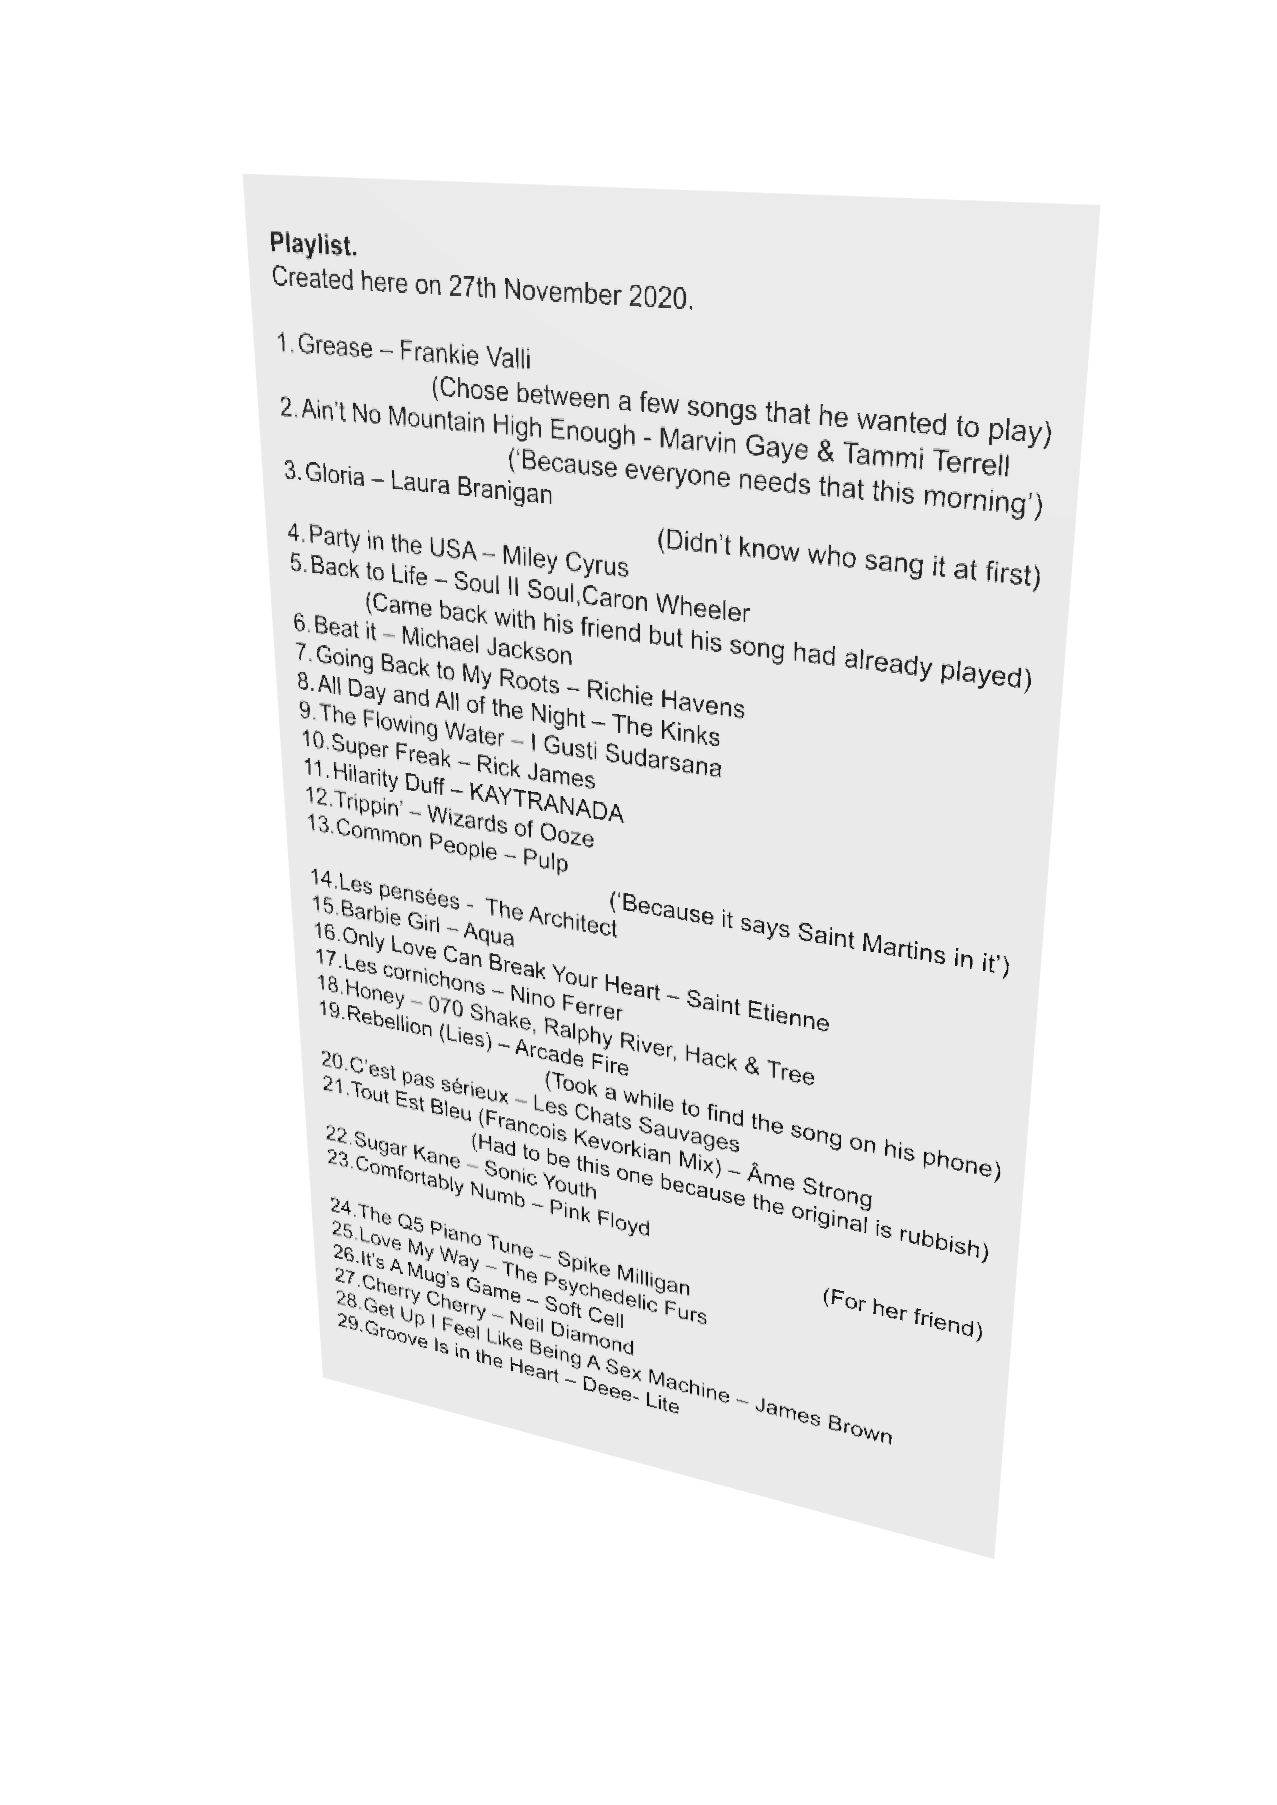 Playlist.
Created here on 27th November 2020.
1.Grease – Frankie Valli
(Chose between a few songs that he wanted to play)
2.Ain't No Mountain High Enough - Marvin Gaye & Tammi Terrell
('Because everyone needs that this morning')
3.Gloria – Laura Branigan
(Didn't know who sang it at first)
4.Party in the USA – Miley Cyrus
5.Back to Life – Soul II Soul,Caron Wheeler
(Came back with his friend but his song had already played)
6.Beat it – Michael Jackson
7.Going Back to My Roots – Richie Havens
8.All Day and All of the Night – The Kinks
9.The Flowing Water – I Gusti Sudarsana
10.Super Freak – Rick James
11.Hilarity Duff – KAYTRANADA
12.Trippin' – Wizards of Ooze
13.Common People – Pulp
('Because it says Saint Martins in it')
14.Les pensées - The Architect
15.Barbie Girl – Aqua
16.Only Love Can Break Your Heart – Saint Etienne
17.Les cornichons – Nino Ferrer
18.Honey – 070 Shake, Ralphy River, Hack & Tree
19.Rebellion (Lies) – Arcade Fire
(Took a while to find the song on his phone)
20.C'est pas sérieux – Les Chats Sauvages
21.Tout Est Bleu (Francois Kevorkian Mix) – Âme Strong
(Had to be this one because the original is rubbish)
22.Sugar Kane – Sonic Youth
23.Comfortably Numb – Pink Floyd
(For her friend)
24.The Q5 Piano Tune – Spike Milligan
25.Love My Way – The Psychedelic Furs
26.It's A Mug's Game – Soft Cell
27.Cherry Cherry – Neil Diamond
28.Get Up I Feel Like Being A Sex Machine – James Brown
29.Groove Is in the Heart – Deee- Lite